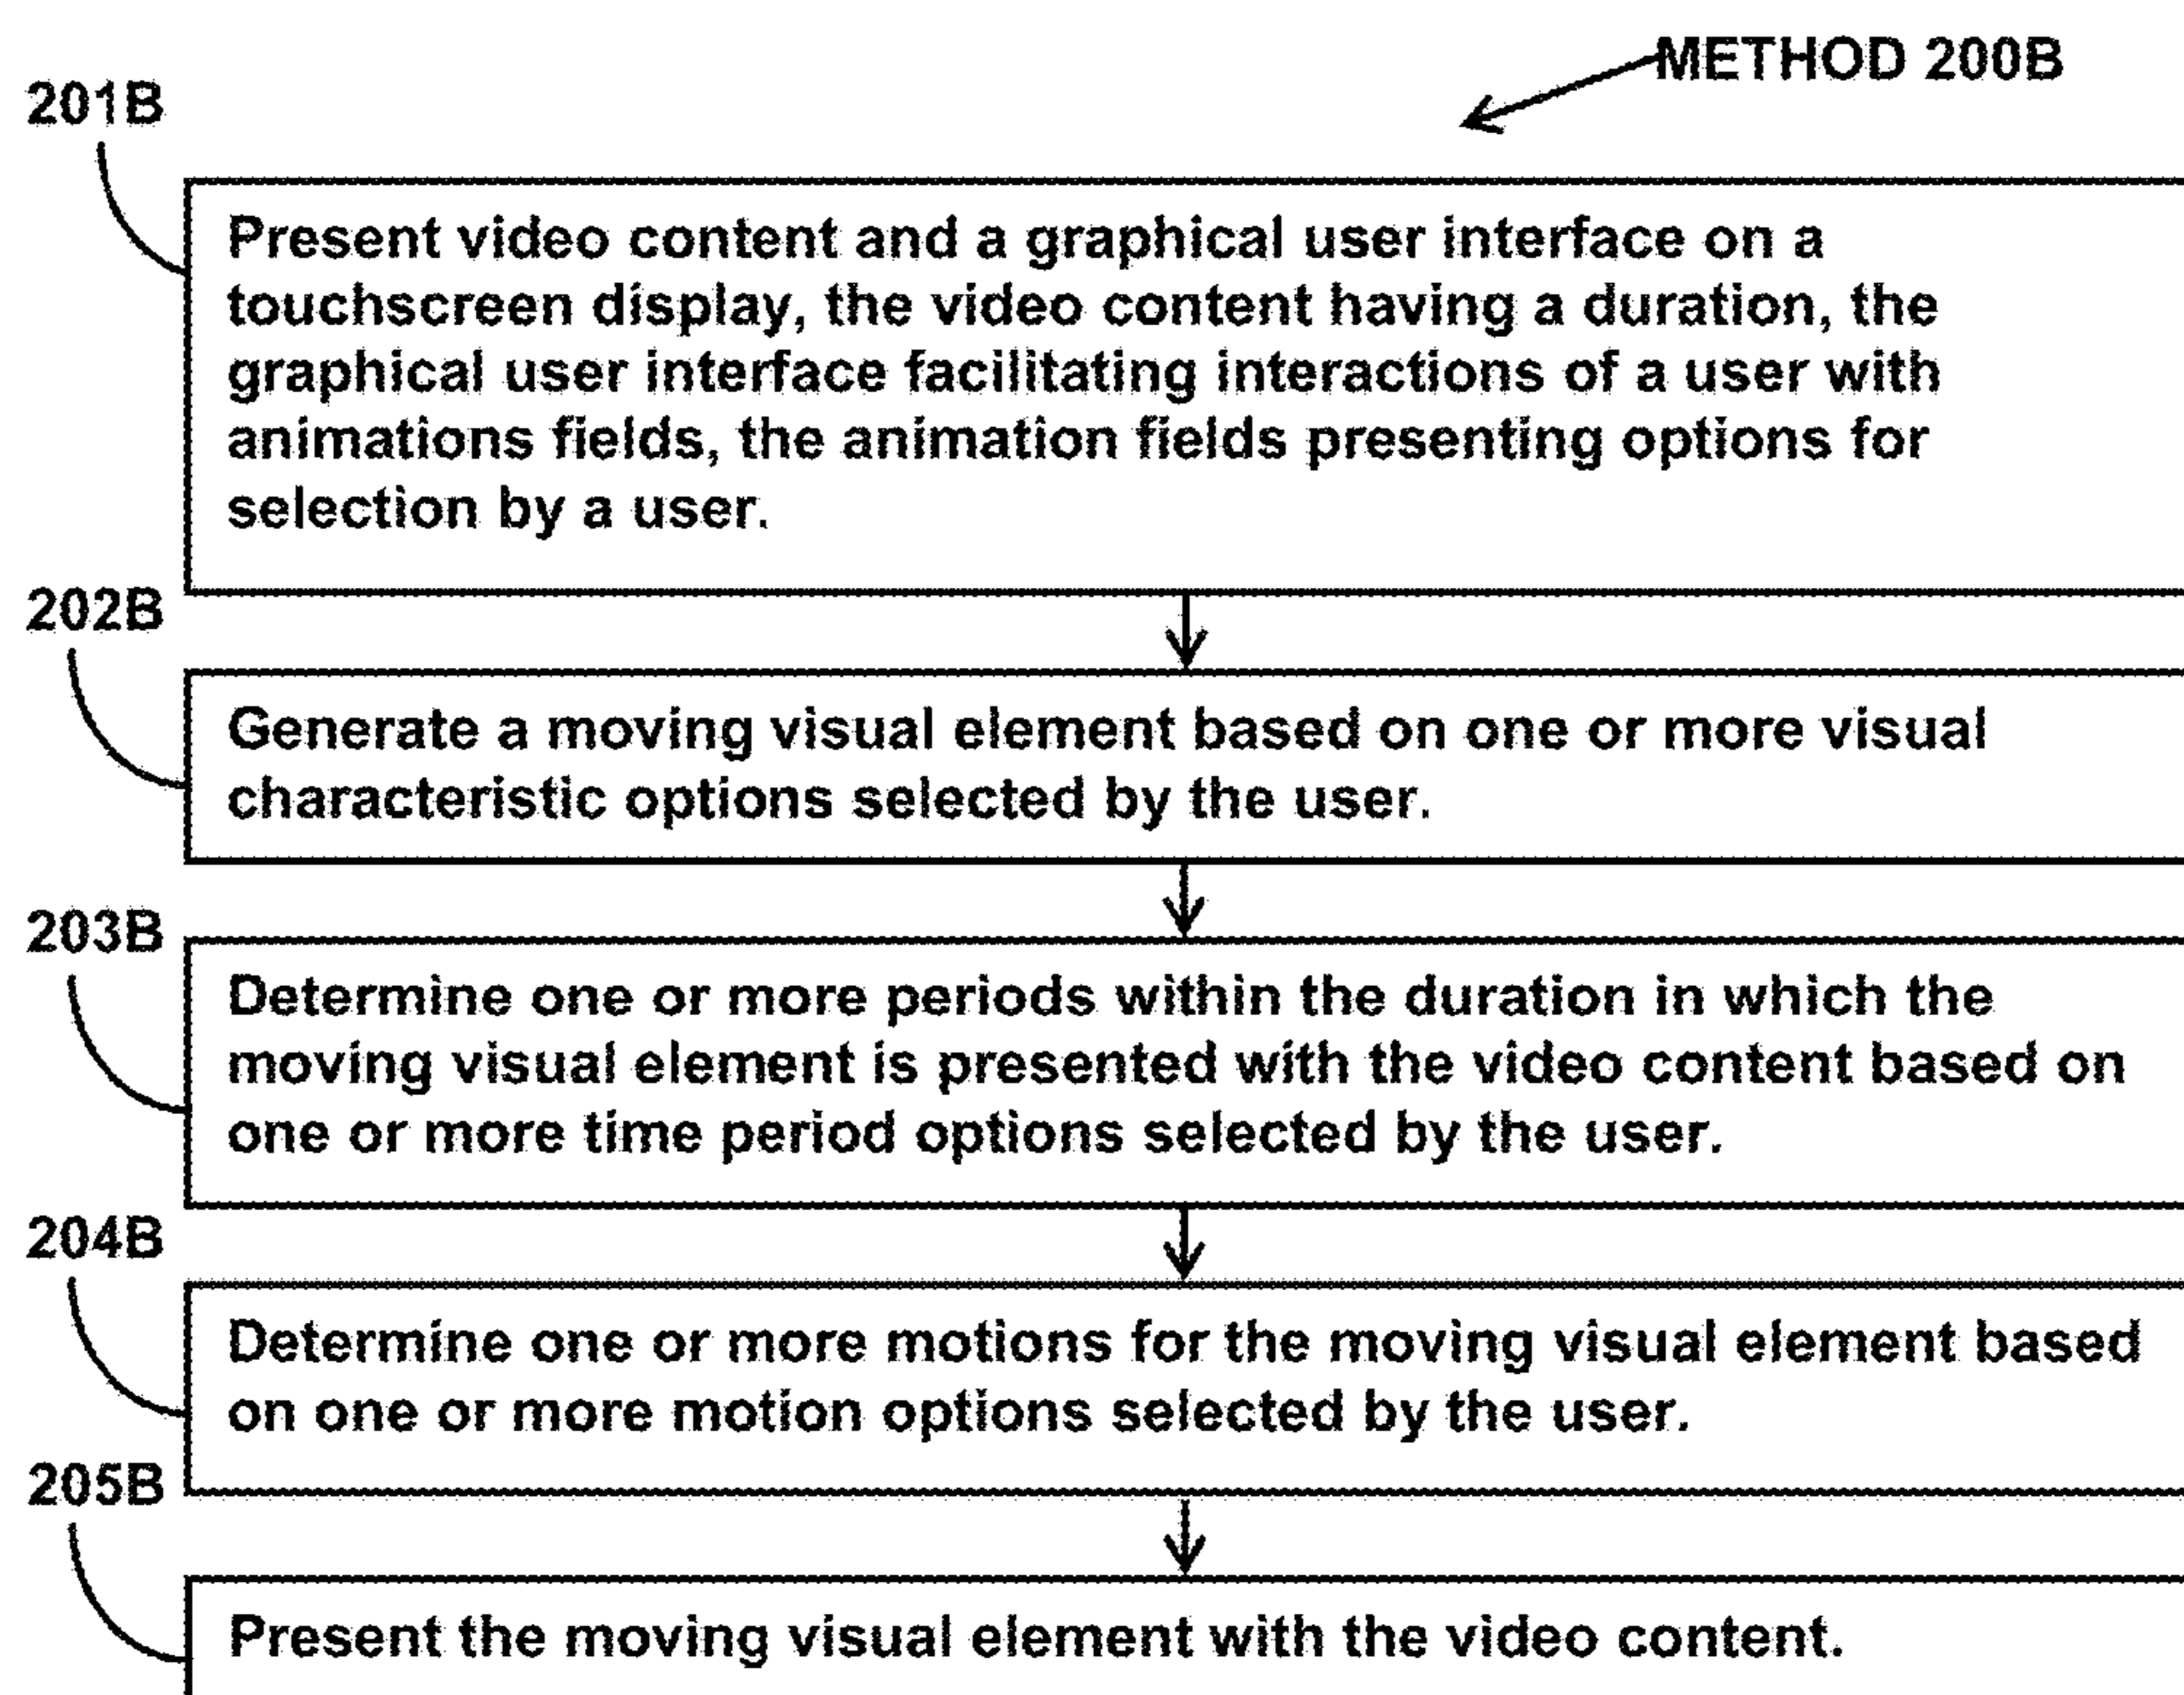 METHOD 200B
201B
Present video content and a graphical user interface on a
touchscreen display, the video content having a duration, the
graphical user interface facilitating interactions of a user with
animations fields, the animation fields presenting options for
selection by a user.
202B
Generate a moving visual element based on one or more visual
characteristic options selected by the user.
203B
Determine one or more periods within the duration in which the
moving visual element is presented with the video content based on
one or more time period options selected by the user.
204B
Determine one or more motions for the moving visual element based
on one or more motion options selected by the user.
205B
Present the moving visual element with the video content.